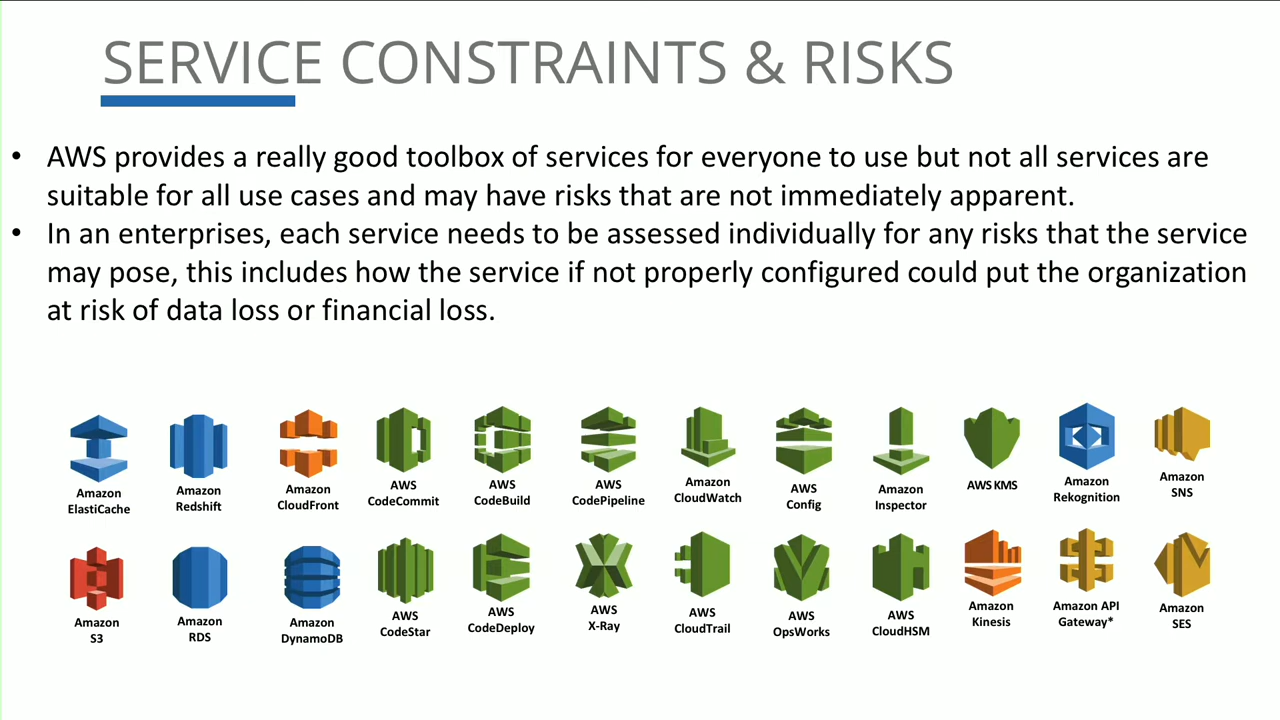 SERVICE CONSTRAINTS & RISKS
• AWS provides a really good toolbox of services for everyone to use but not all services are
suitable for all use cases and may have risks that are not immediately apparent.
• In an enterprises, each service needs to be assessed individually for any risks that the service
may pose, this includes how the service if not properly configured could put the organization
at risk of data loss or financial loss.
Amazon
ElastiCache
Amazon
Redshift
Amazon
CloudFront
AWS
CodeCommit
AWS
CodeBuild
AWS
CodePipeline
Amazon
CloudWatch
AWS
Config
Amazon
Inspector
AWS KMS
Amazon
Rekognition
Amazon
SNS
Amazon
S3
Amazon
RDS
Amazon
DynamoDB
AWS
CodeStar
AWS
CodeDeploy
AWS
X-Ray
AWS
CloudTrail
AWS
OpsWorks
AWS
CloudHSM
Amazon
Kinesis
Amazon API
Gateway*
Amazon
SES